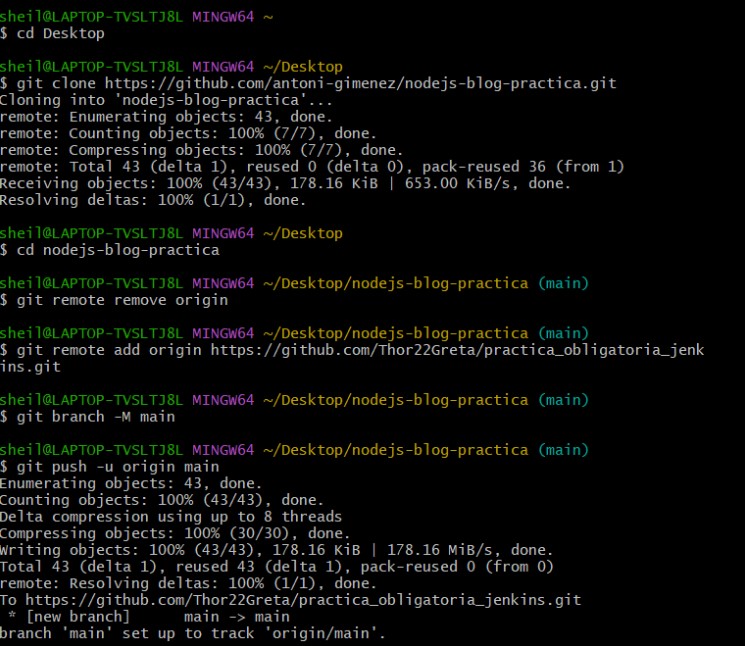 sheil@LAPTOP-TVSLTJ8L MINGW64 ~
$ cd Desktop
sheil@LAPTOP-TVSLTJ8L MINGW64 ~/Desktop
$ git clone https://github.com/antoni-gimenez/nodejs-blog-practica.git
Cloning into 'nodejs-blog-practica'...
remote: Enumerating objects: 43, done.
remote: Counting objects: 100% (7/7), done.
remote: Compressing objects: 100% (7/7), done.
remote: Total 43 (delta 1), reused 0 (delta 0), pack-reused 36 (from 1)
Receiving objects: 100% (43/43), 178.16 KiB | 653.00 KiB/s, done.
Resolving deltas: 100% (1/1), done.
sheil@LAPTOP-TVSLTJ8L MINGW64 ~/Desktop
$ cd nodejs-blog-practica
sheil@LAPTOP-TVSLTJ8L MINGW64 ~/Desktop/nodejs-blog-practica (main)
$ git remote remove origin
sheil@LAPTOP-TVSLTJ8L MINGW64 ~/Desktop/nodejs-blog-practica (main)
$ git remote add origin https://github.com/Thor22Greta/practica_obligatoria_jenk
ins.git
sheil@LAPTOP-TVSLTJ8L MINGW64 ~/Desktop/nodejs-blog-practica (main)
$ git branch -M main
sheil@LAPTOP-TVSLTJ8L MINGW64 ~/Desktop/nodejs-blog-practica (main)
$ git push -u origin main
Enumerating objects: 43, done.
Counting objects: 100% (43/43), done.
Delta compression using up to 8 threads
Compressing objects: 100% (30/30), done.
Writing objects: 100% (43/43), 178.16 KiB | 178.16 MiB/s, done.
Total 43 (delta 1), reused 43 (delta 1), pack-reused 0 (from 0)
remote: Resolving deltas: 100% (1/1), done.
To https://github.com/Thor22Greta/practica_obligatoria_jenkins.git
 * [new branch]      main -> main
branch 'main' set up to track 'origin/main'.